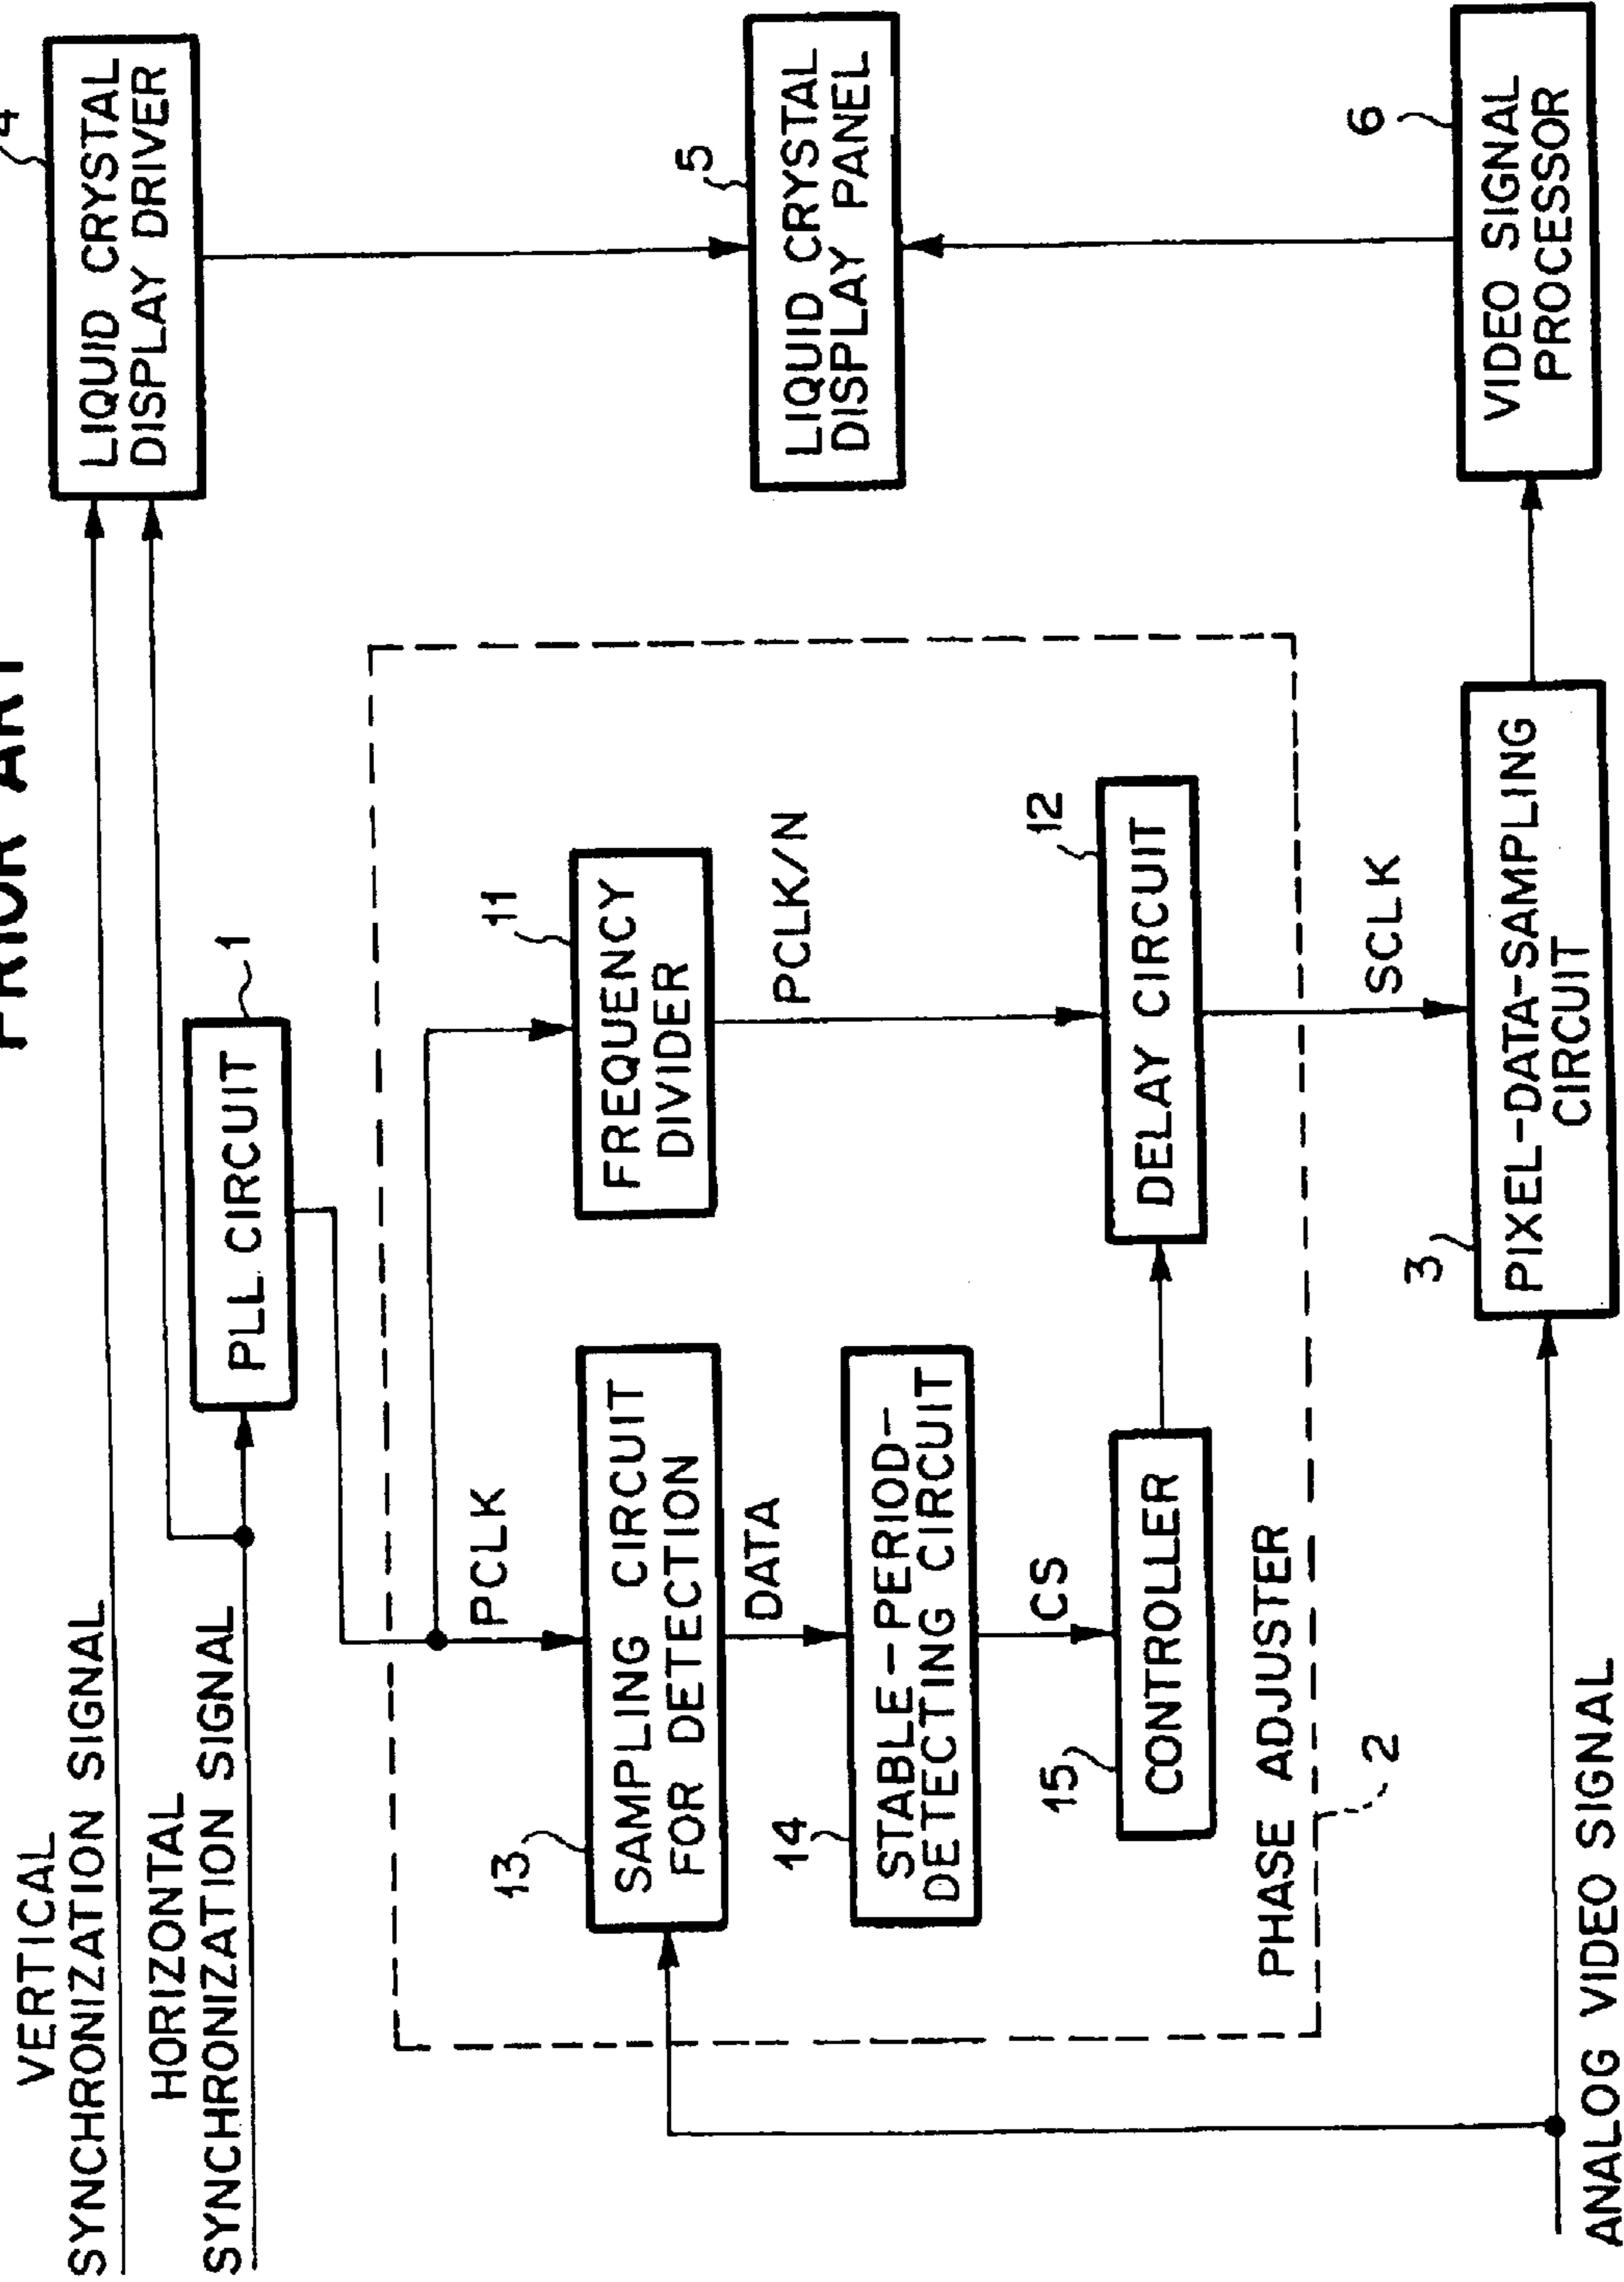 PRIOR ART
VERTICAL
SYNCHRONIZATION SIGNAL
HORIZONTAL
SYNCHRONIZATION SIGNAL
4
LIQUID CRYSTAL
DISPLAY DRIVER
1
PLL CIRCUIT
PCLK
13
SAMPLING CIRCUIT
FOR DETECTION
11
FREQUENCY
DIVIDER
DATA
PCLK/N
5
LIQUID CRYSTAL
DISPLAY PANEL
14
STABLE-PERIOD-
DETECTING CIRCUIT
CS
15
CONTROLLER
12
DELAY CIRCUIT
PHASE ADJUSTER
2
SCLK
3
PIXEL-DATA-SAMPLING
CIRCUIT
6
VIDEO SIGNAL
PROCESSOR
ANALOG VIDEO SIGNAL